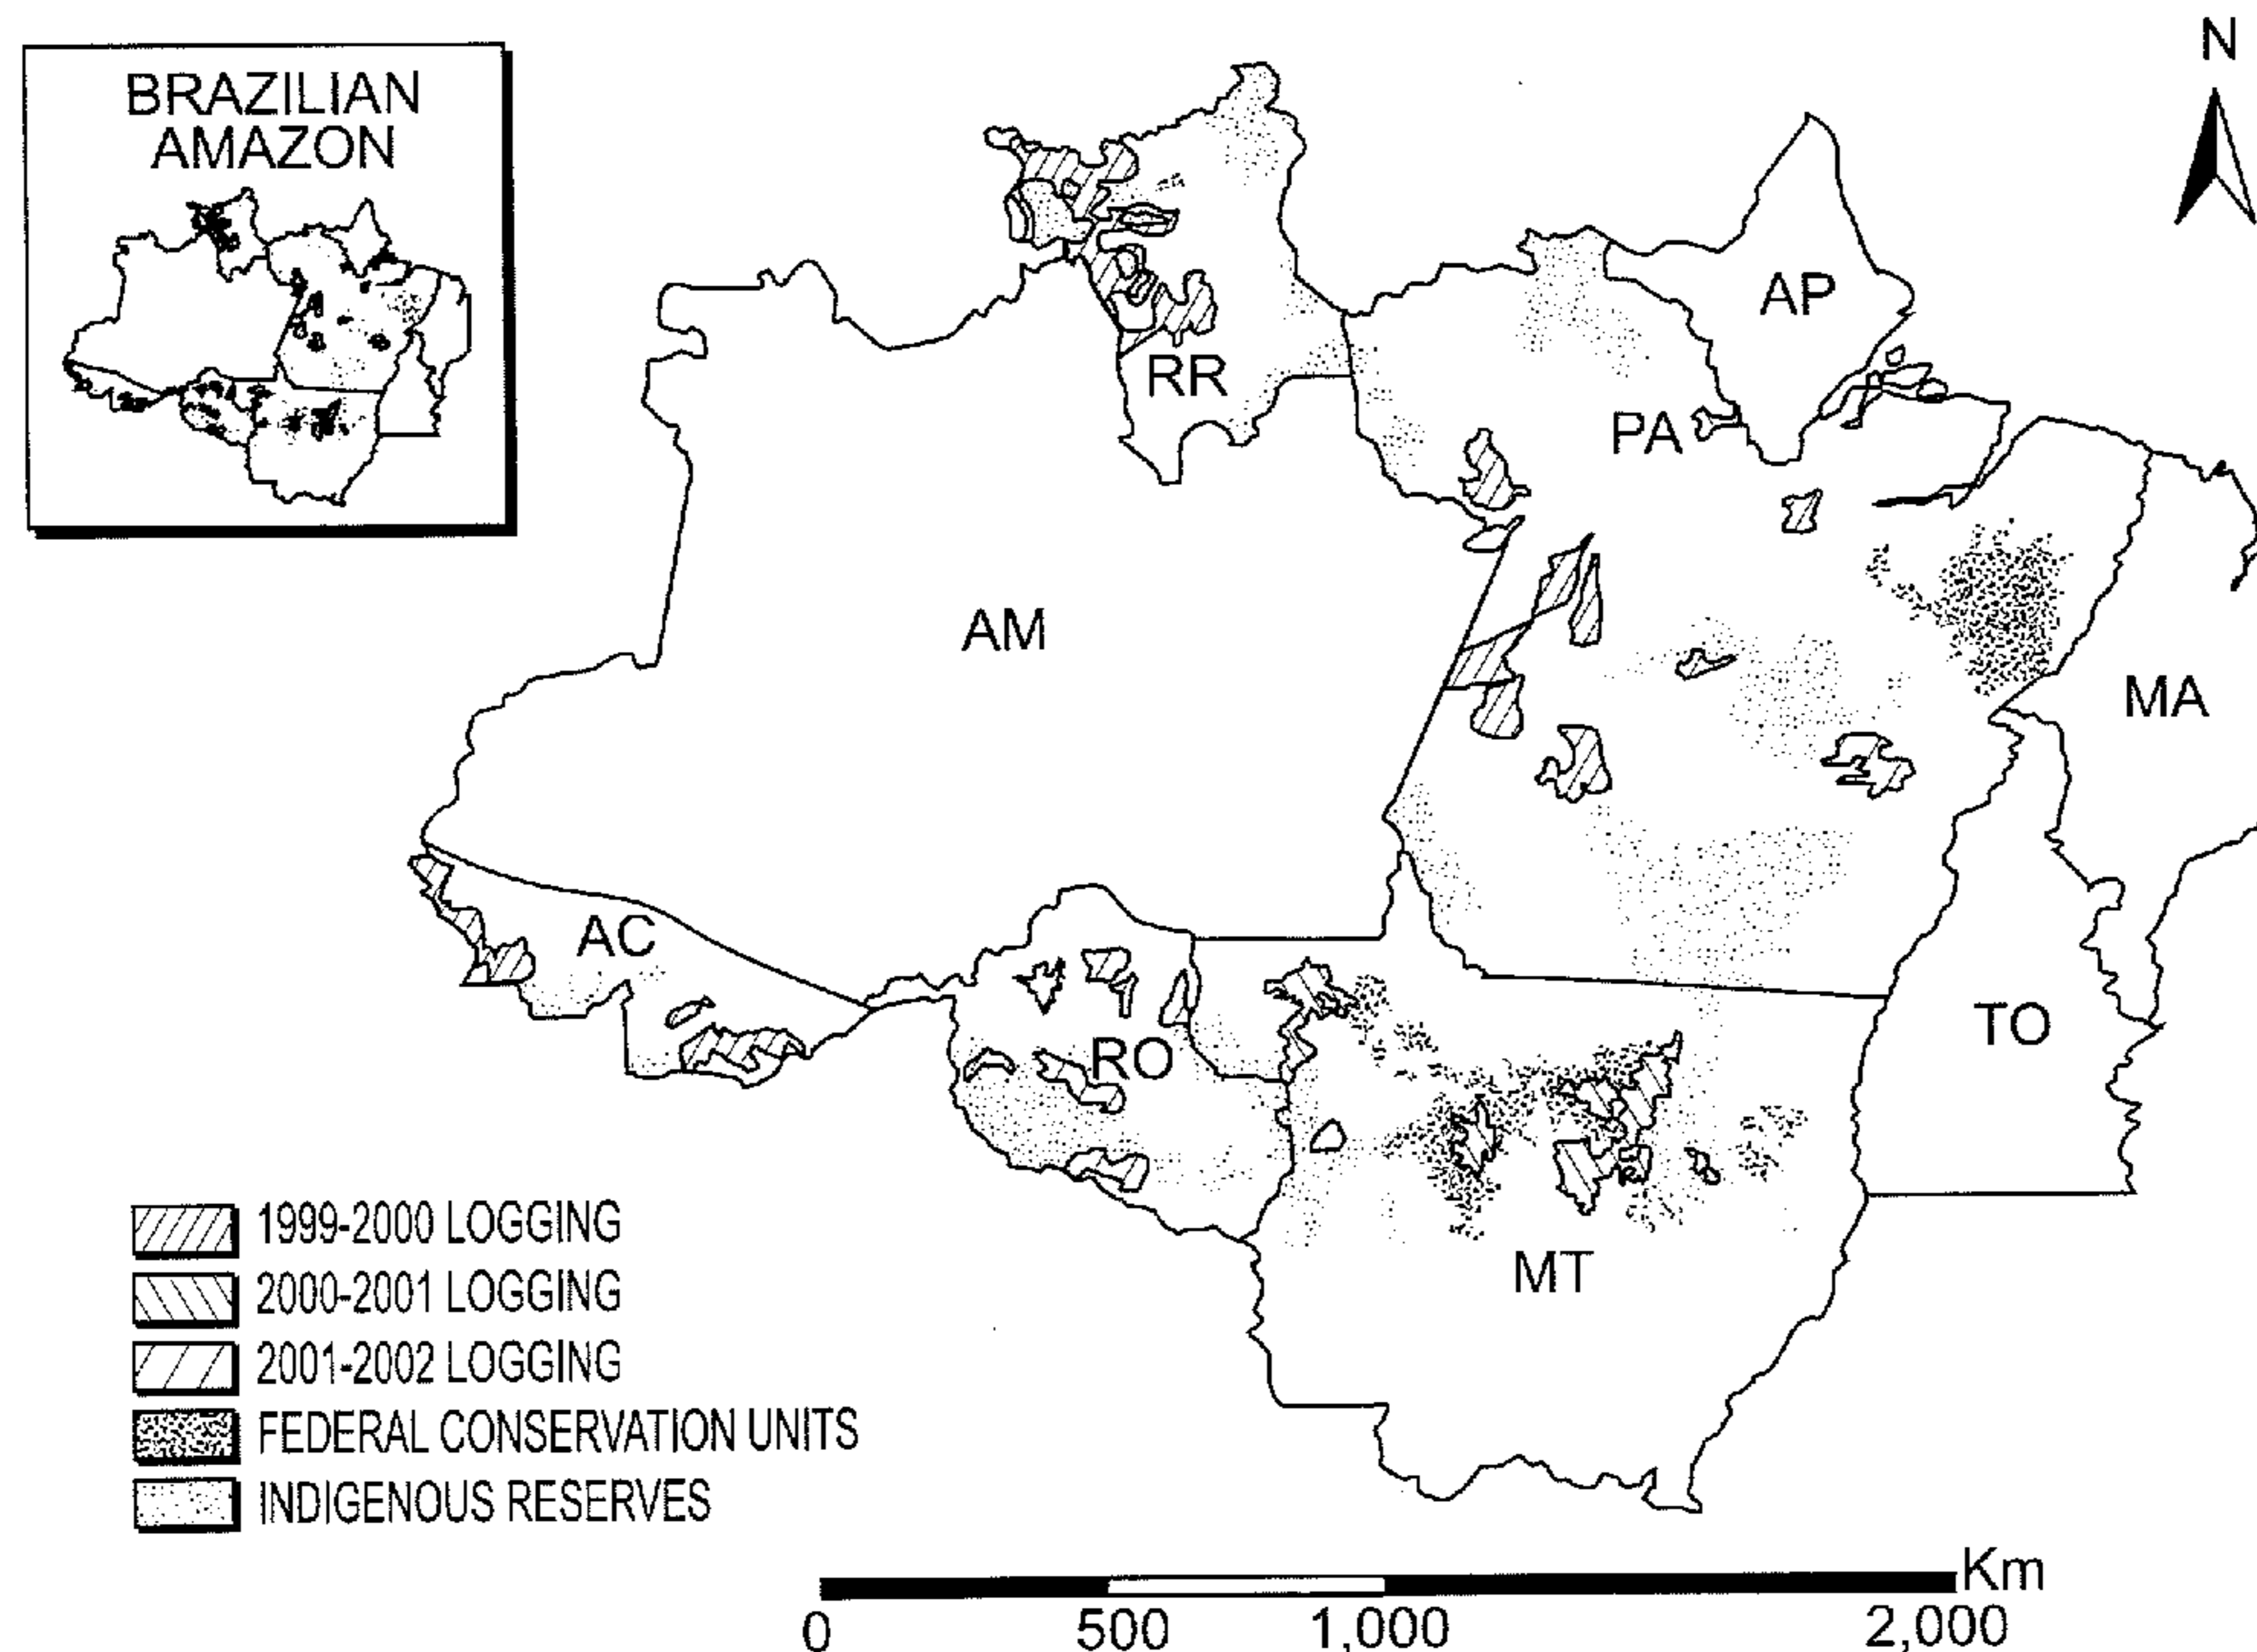 BRAZILIAN
AMAZON
N
AP
RR
PA
AM
MA
AC
RO
TO
MT
1999-2000 LOGGING
2000-2001 LOGGING
2001-2002 LOGGING
FEDERAL CONSERVATION UNITS
INDIGENOUS RESERVES
Km
0 500 1,000 2,000